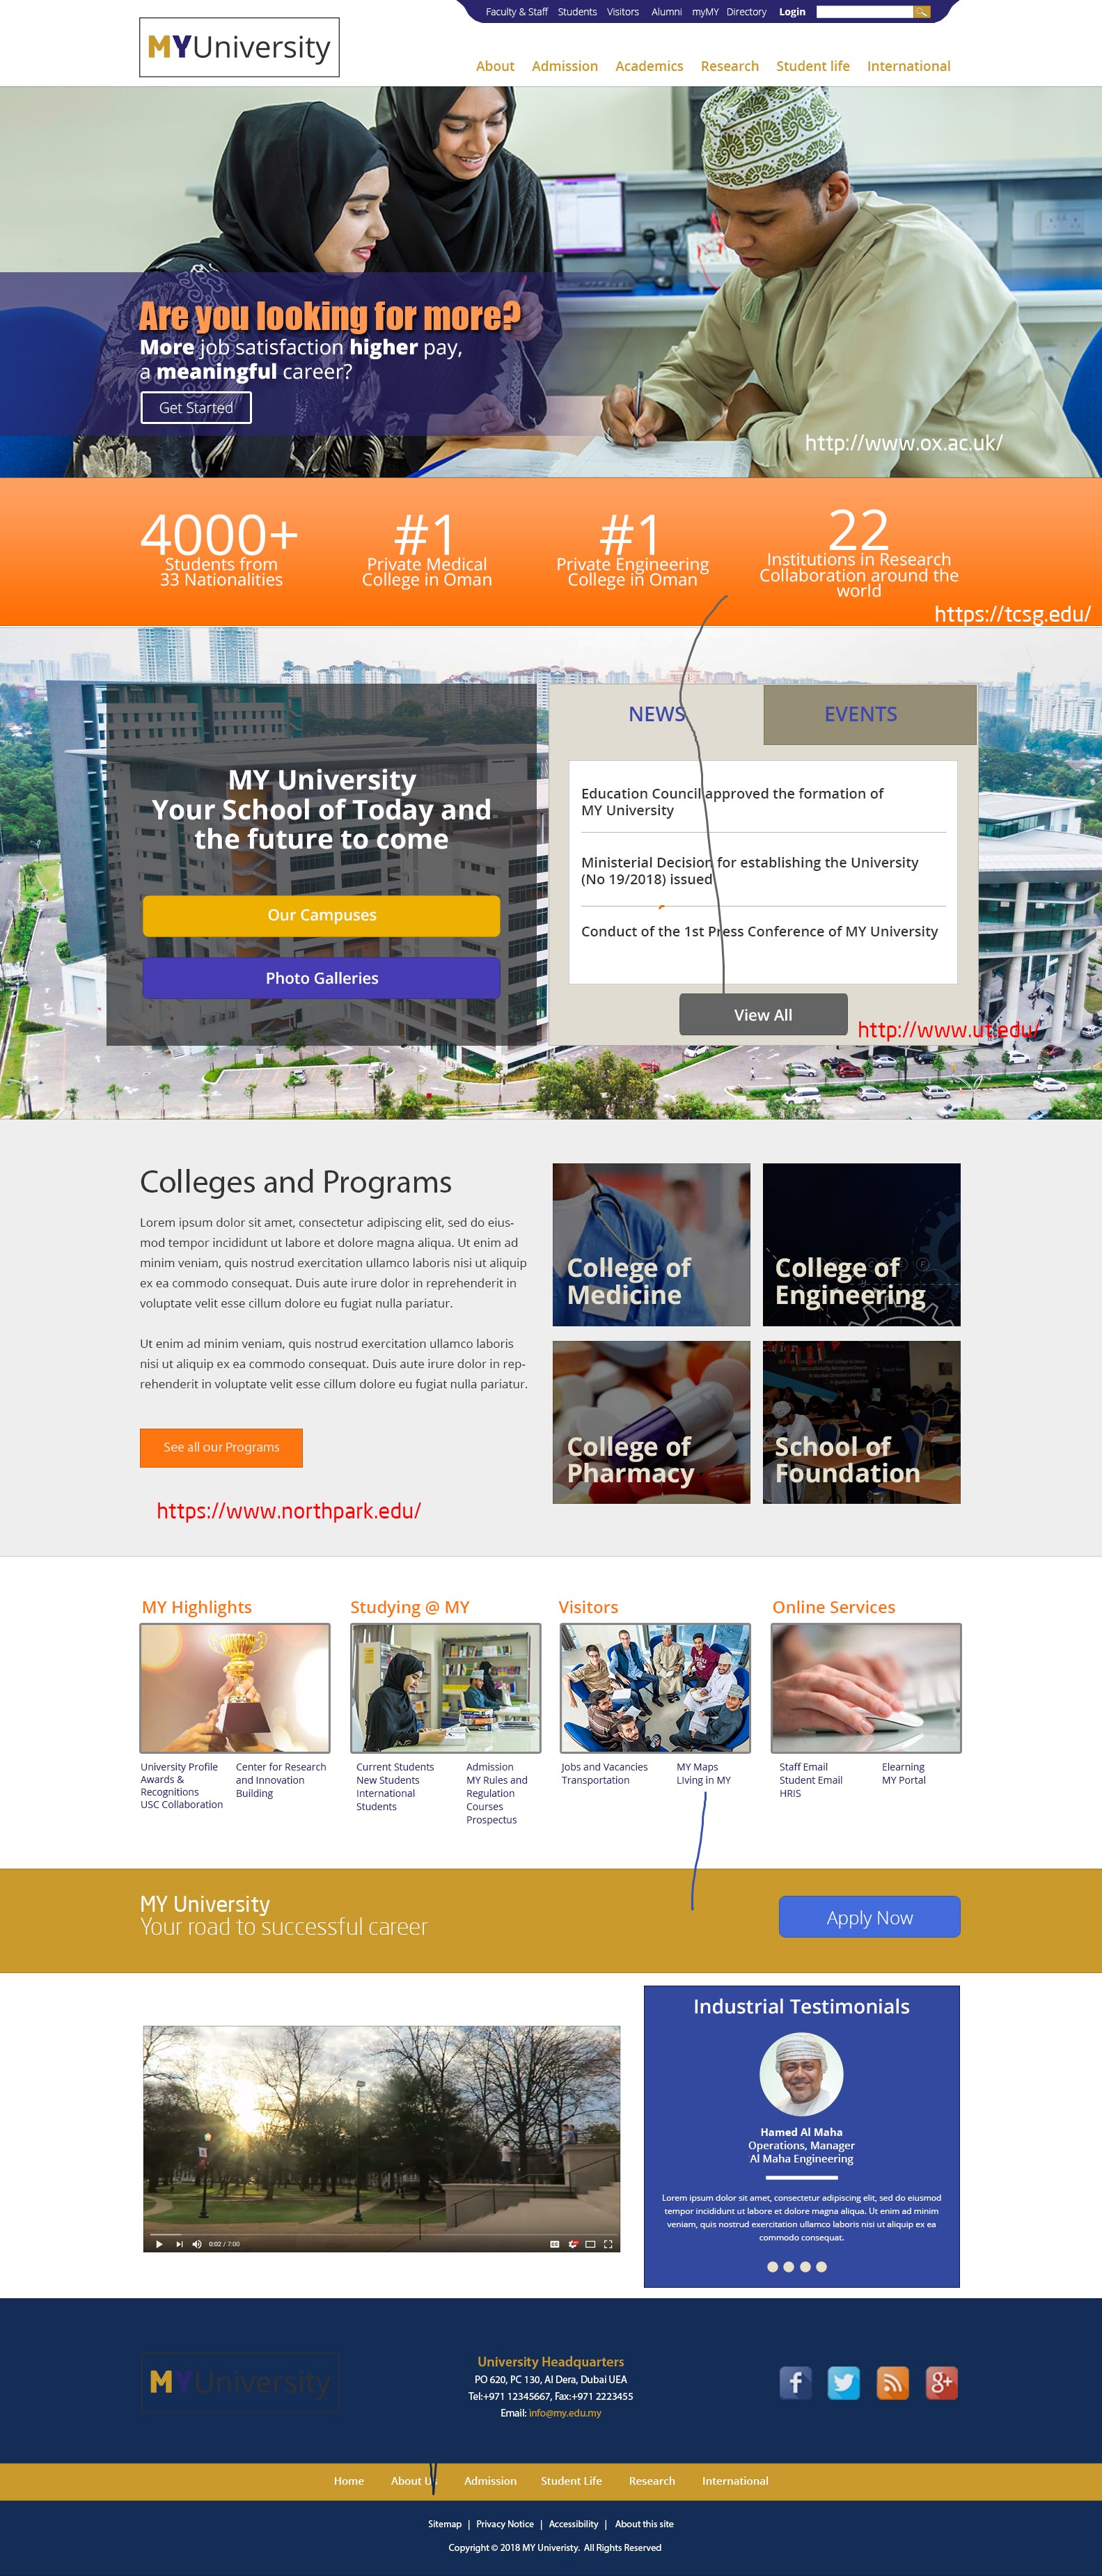 Faculty & Staff Students Visitors Alumni myMY Directory Login
MYUniversity
About Admission Academics Research Student life International
Are you looking for more?
More job satisfaction higher pay,
a meaningful career?
Get Started
http://www.ox.ac.uk/
4000+
Students from
33 Nationalities
#1
Private Medical
College in Oman
#1
Private Engineering
College in Oman
22
Institutions in Research
Collaboration around the
world
https://tcsg.edu/
MY University
Your School of Today and
the future to come
Our Campuses
Photo Galleries
NEWS
EVENTS
Education Council approved the formation of
MY University
Ministerial Decision for establishing the University
(No 19/2018) issued
Conduct of the 1st Press Conference of MY University
View All
http://www.ut.edu/
Colleges and Programs
Lorem ipsum dolor sit amet, consectetur adipiscing elit, sed do eius-
mod tempor incididunt ut labore et dolore magna aliqua. Ut enim ad
minim veniam, quis nostrud exercitation ullamco laboris nisi ut aliquip
ex ea commodo consequat. Duis aute irure dolor in reprehenderit in
voluptate velit esse cillum dolore eu fugiat nulla pariatur.
Ut enim ad minim veniam, quis nostrud exercitation ullamco laboris
nisi ut aliquip ex ea commodo consequat. Duis aute irure dolor in rep-
rehenderit in voluptate velit esse cillum dolore eu fugiat nulla pariatur.
See all our Programs
https://www.northpark.edu/
College of
Medicine
College of
Engineering
College of
Pharmacy
School of
Foundation
MY Highlights
University Profile
Awards &
Recognitions
USC Collaboration
Center for Research
and Innovation
Building
Studying @ MY
Current Students
New Students
International
Students
Admission
MY Rules and
Regulation
Courses
Prospectus
Visitors
Jobs and Vacancies
Transportation
MY Maps
LIving in MY
Online Services
Staff Email
Student Email
HRIS
Elearning
MY Portal
MY University
Your road to successful career
Apply Now
0:02 / 7:00
Industrial Testimonials
Hamed Al Maha
Operations, Manager
Al Maha Engineering
Lorem ipsum dolor sit amet, consectetur adipiscing elit, sed do eiusmod
tempor incididunt ut labore et dolore magna aliqua. Ut enim ad minim
veniam, quis nostrud exercitation ullamco laboris nisi ut aliquip ex ea
commodo consequat.
MYUniversity
University Headquarters
PO 620, PC 130, Al Dera, Dubai UEA
Tel:+971 12345667, Fax:+971 2223455
Email: info@my.edu.my
Home About Us Admission Student Life Research International
Sitemap | Privacy Notice | Accessibility | About this site
Copyright © 2018 MY Univeristy. All Rights Reserved